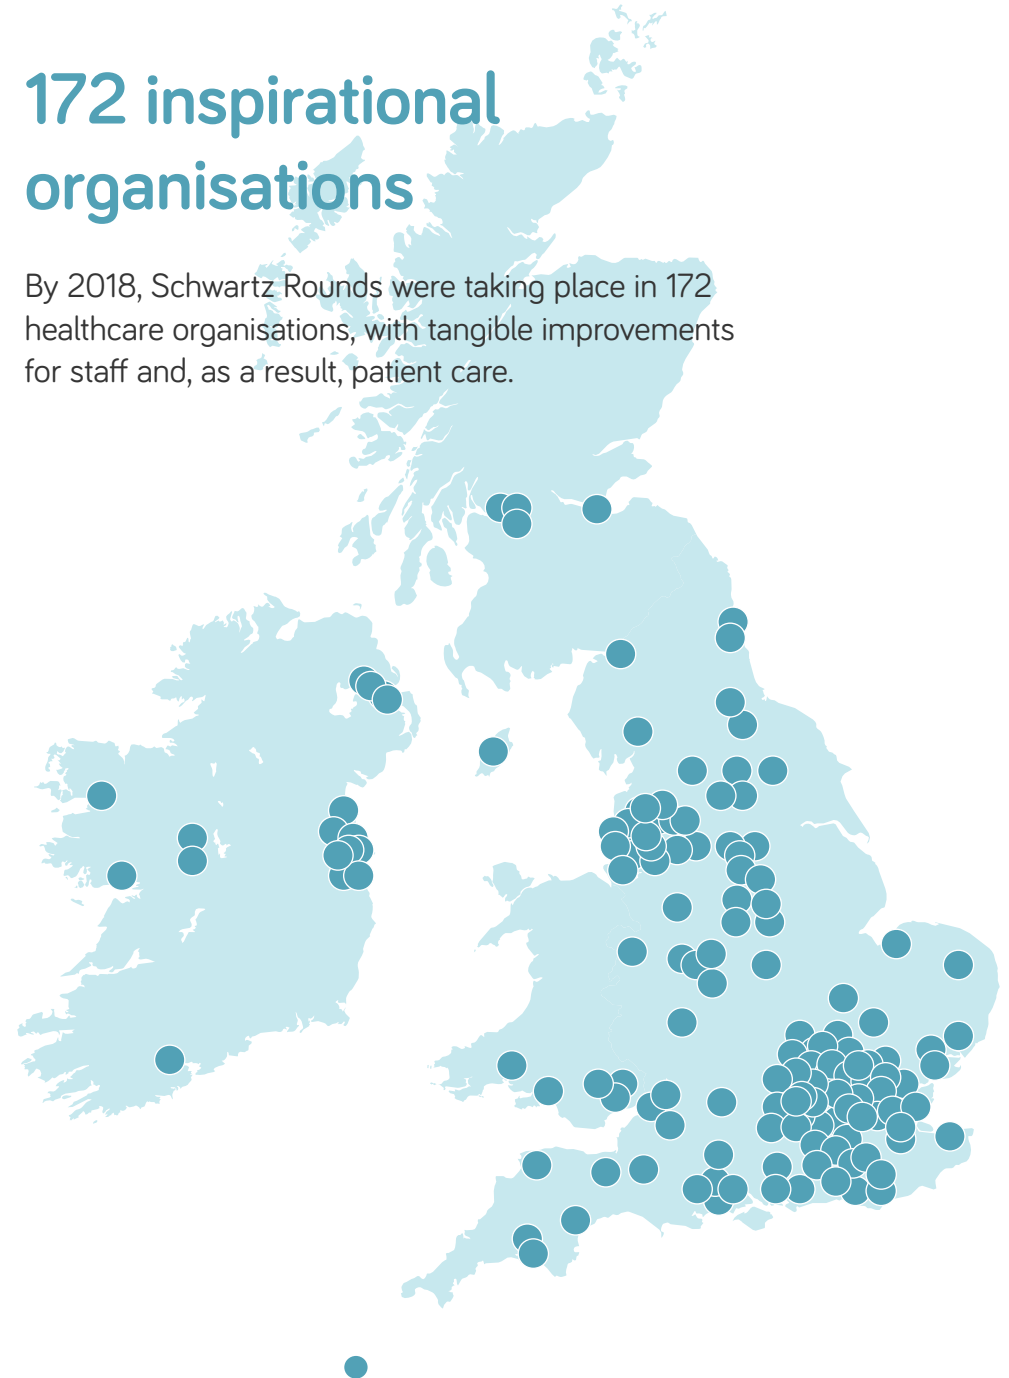 172 inspirational
organisations
By 2018, Schwartz Rounds were taking place in 172
healthcare organisations, with tangible improvements
for staff and, as a result, patient care.